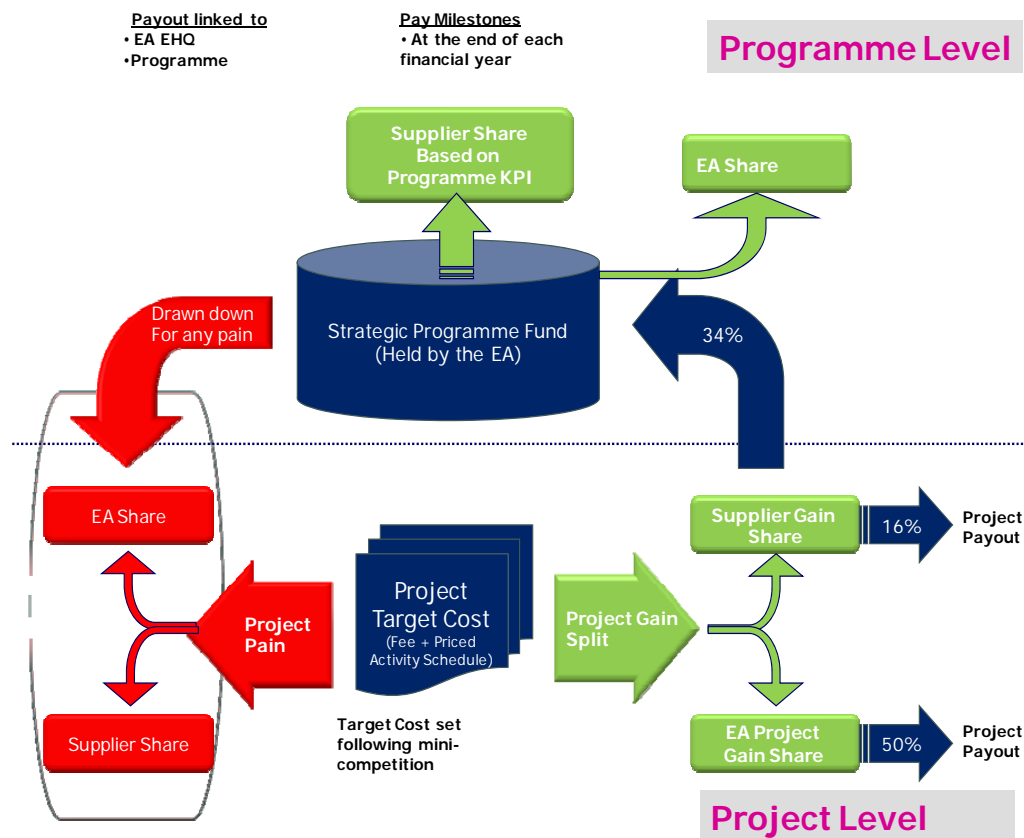 Payout linked to
• EA EHQ
•Programme
Pay Milestones
• At the end of each
financial year
Programme Level
Supplier Share
Based on
Programme KPI
EA Share
Drawn down
For any pain
Strategic Programme Fund
(Held by the EA)
34%
EA Share
Supplier Gain
Share
16%
Project
Payout
Project
Pain
Project
Target Cost
(Fee + Priced
Activity Schedule)
Project Gain
Split
Target Cost set
following mini-
competition
Supplier Share
EA Project
Gain Share
50%
Project
Payout
Project Level